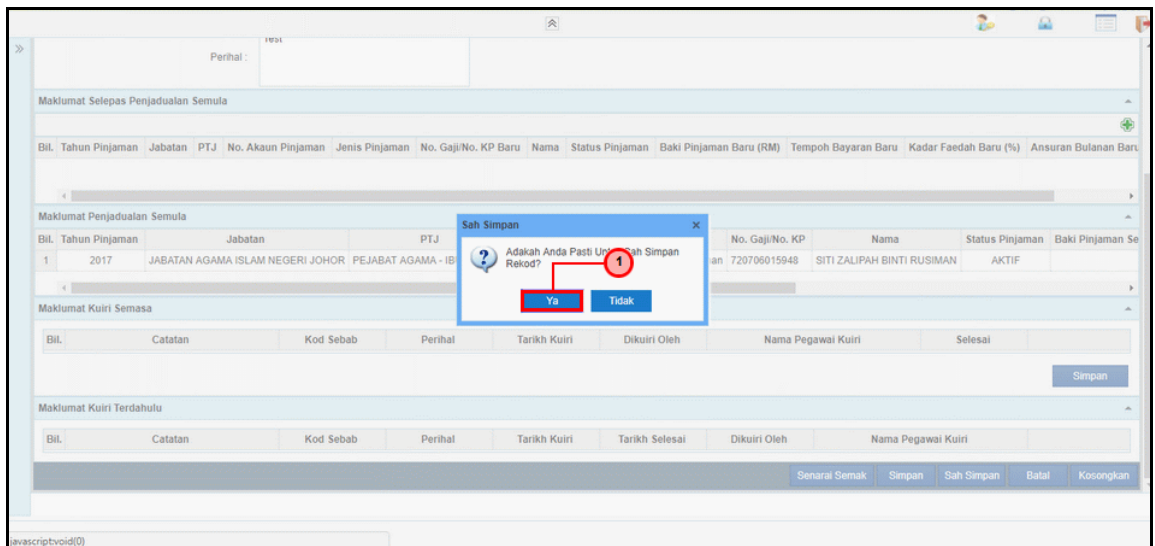 Test
Perihal :
Maklumat Selepas Penjadualan Semula
Bil. Tahun Pinjaman Jabatan PTJ No. Akaun Pinjaman Jenis Pinjaman No. Gaji/No. KP Baru Nama Status Pinjaman Baki Pinjaman Baru (RM) Tempoh Bayaran Baru Kadar Faedah Baru (%) Ansuran Bulanan Baru
Maklumat Penjadualan Semula
Bil. Tahun Pinjaman Jabatan PTJ No. Gaji/No. KP Nama Status Pinjaman Baki Pinjaman Se
1 2017 JABATAN AGAMA ISLAM NEGERI JOHOR PEJABAT AGAMA - IB an 720706015948 SITI ZALIPAH BINTI RUSIMAN AKTIF
Sah Simpan ×
Adakah Anda Pasti Sah Simpan
Rekod?
1
Ya Tidak
Maklumat Kuiri Semasa
Bil. Catatan Kod Sebab Perihal Tarikh Kuiri Dikuiri Oleh Nama Pegawai Kuiri Selesai
Simpan
Maklumat Kuiri Terdahulu
Bil. Catatan Kod Sebab Perihal Tarikh Kuiri Tarikh Selesai Dikuiri Oleh Nama Pegawai Kuiri
Senarai Semak Simpan Sah Simpan Batal Kosongkan
javascript:void(0)